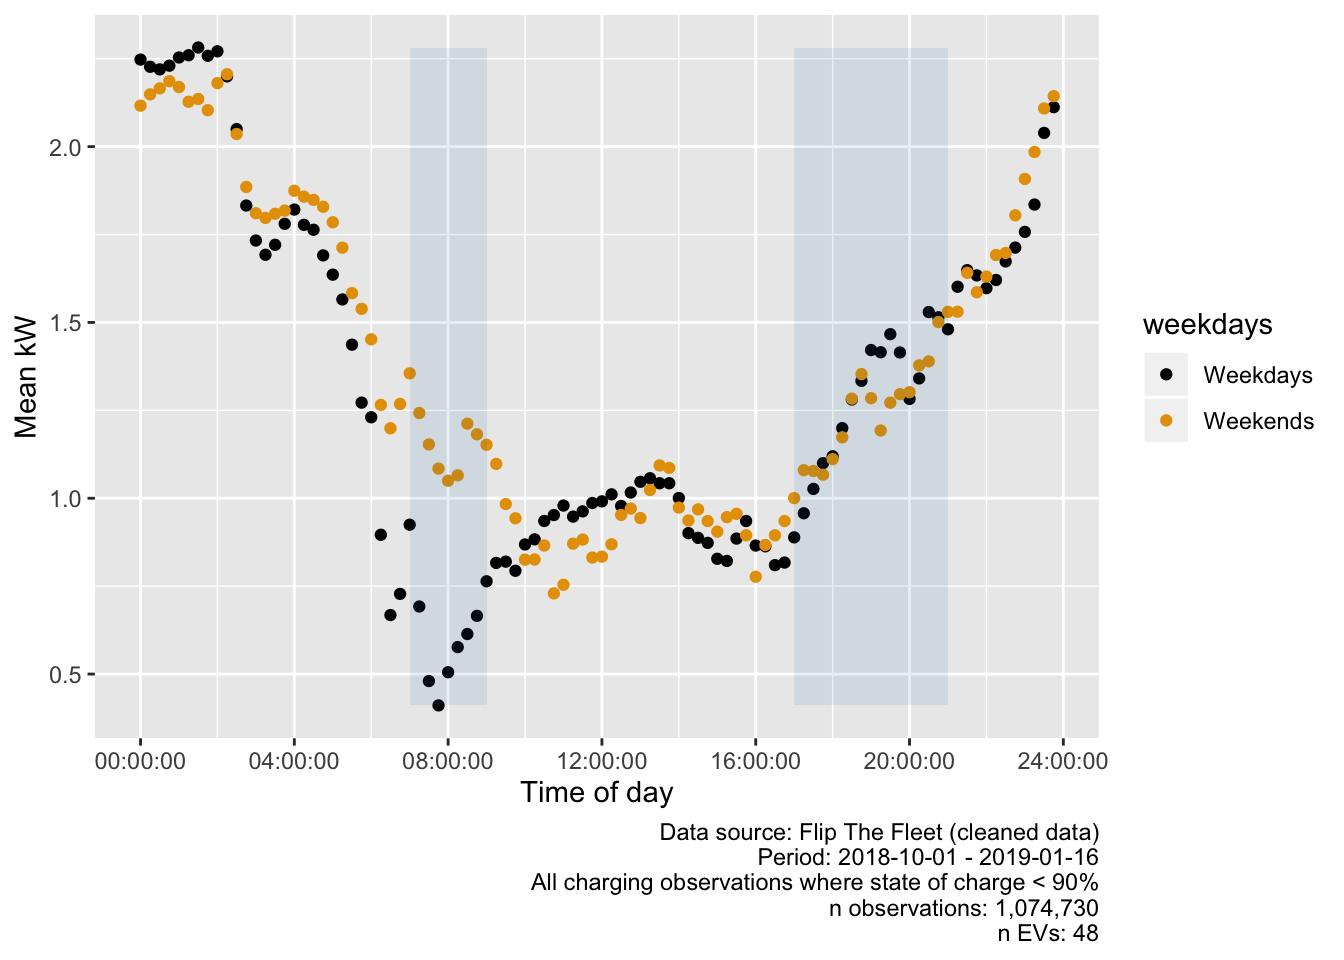 2.0
1.5
1.0
0.5
Mean kW
00:00:00 04:00:00 08:00:00 12:00:00 16:00:00 20:00:00 24:00:00
Time of day
weekdays
Weekdays
Weekends
Data source: Flip The Fleet (cleaned data)
Period: 2018-10-01 - 2019-01-16
All charging observations where state of charge < 90%
n observations: 1,074,730
n EVs: 48